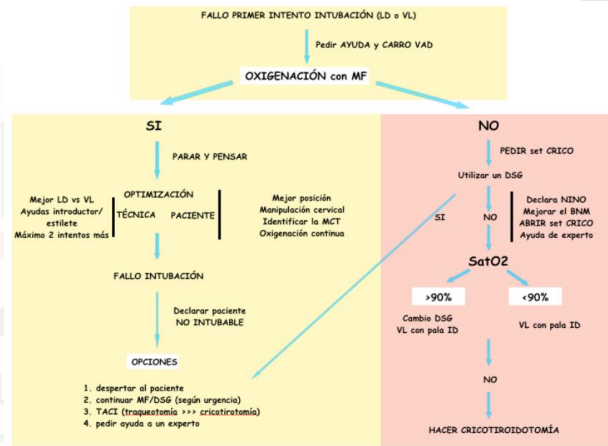 FALLO PRIMER INTENTO INTUBACIÓN (LD o VL)
Pedir AYUDA y CARRO VAD
OXIGENACIÓN con MF
SI
PARAR Y PENSAR
OPTIMIZACIÓN
TÉCNICA PACIENTE
Mejor LD vs VL
Ayudas introductor/
estilete
Máximo 2 intentos más
Mejor posición
Manipulación cervical
Identificar la MCT
Oxigenación continua
FALLO INTUBACIÓN
Declarar paciente
NO INTUBABLE
OPCIONES
1. despertar al paciente
2. continuar MF/DSG (según urgencia)
3. TACI (traqueotomía >>> cricotirotomía)
4. pedir ayuda a un experto
NO
PEDIR set CRICO
Utilizar un DSG
SI NO
Declara NINO
Mejorar el BNM
ABRIR set CRICO
Ayuda de experto
SatO2
>90% <90%
Cambio DSG
VL con pala ID
VL con pala ID
NO
HACER CRICOTIROIDOTOMÍA